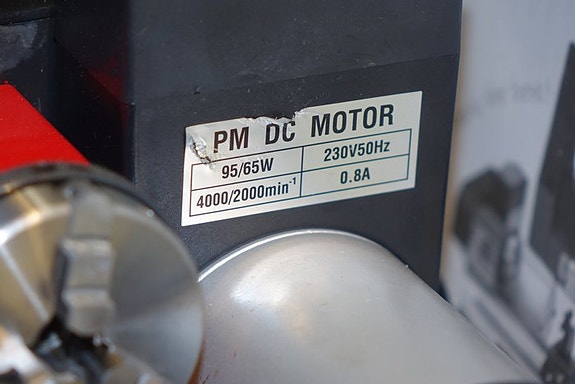 PM DC MOTOR
95/65W 230V50Hz
4000/2000min⁻¹ 0.8A